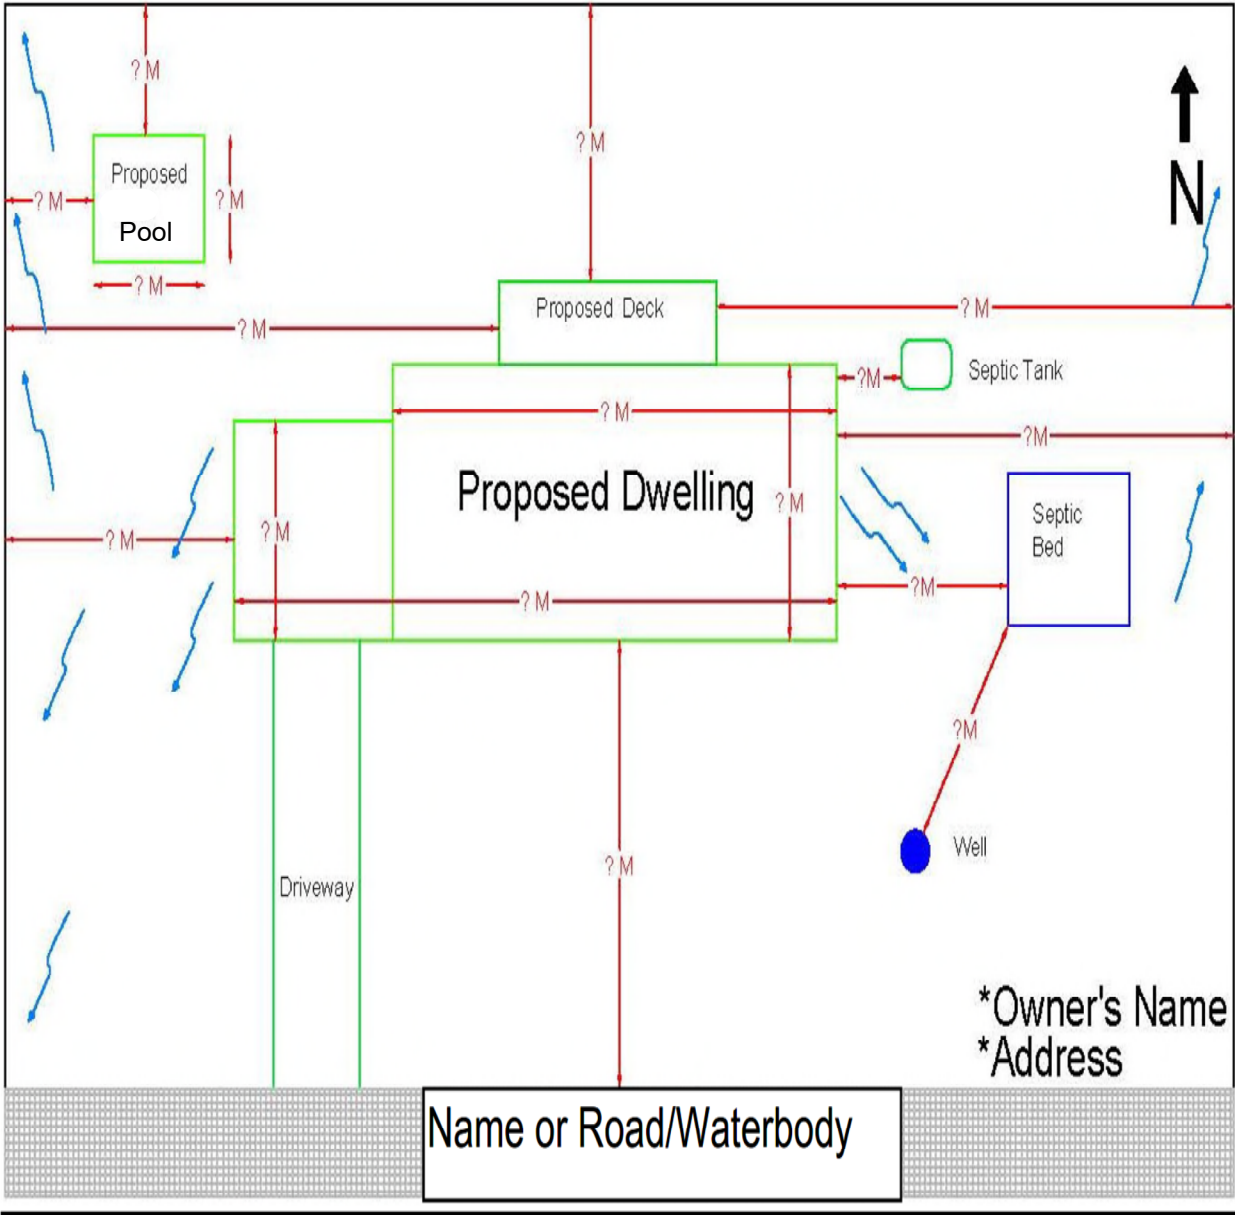 ? M
? M
Proposed
Pool
? M
? M
? M
N
Proposed Deck
? M
? M
?M
Septic Tank
? M
?M
Proposed Dwelling
? M
Septic
Bed
? M
? M
?M
? M
?M
Well
? M
Driveway
*Owner's Name
*Address
Name or Road/Waterbody